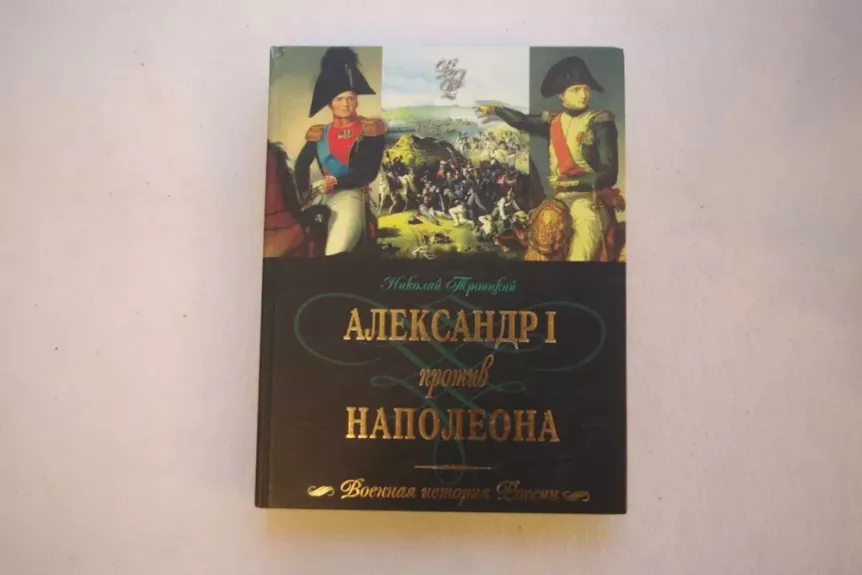 Николай Троицкий
АЛЕКСАНДР I
против
НАПОЛЕОНА
Военная история России